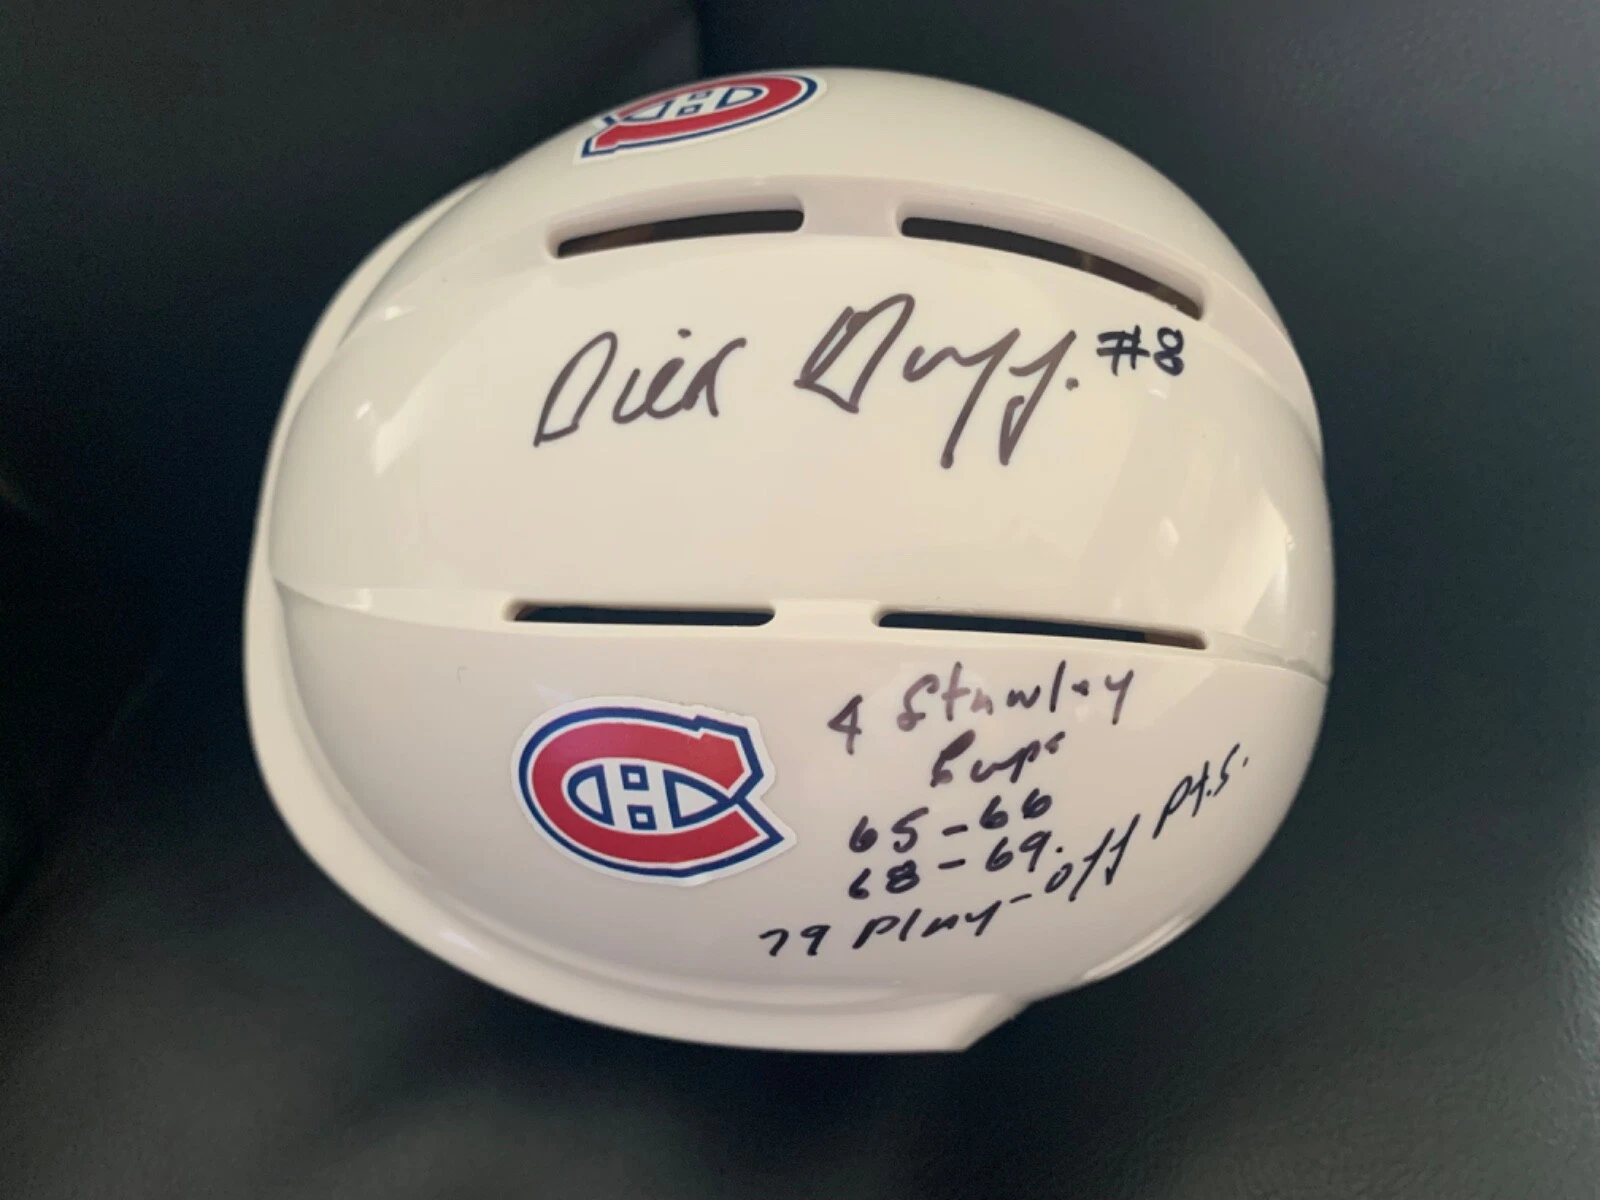 Dick Duff. #8
4 Stanley
Cups
65-66
68-69.
79 Play-off Pts.